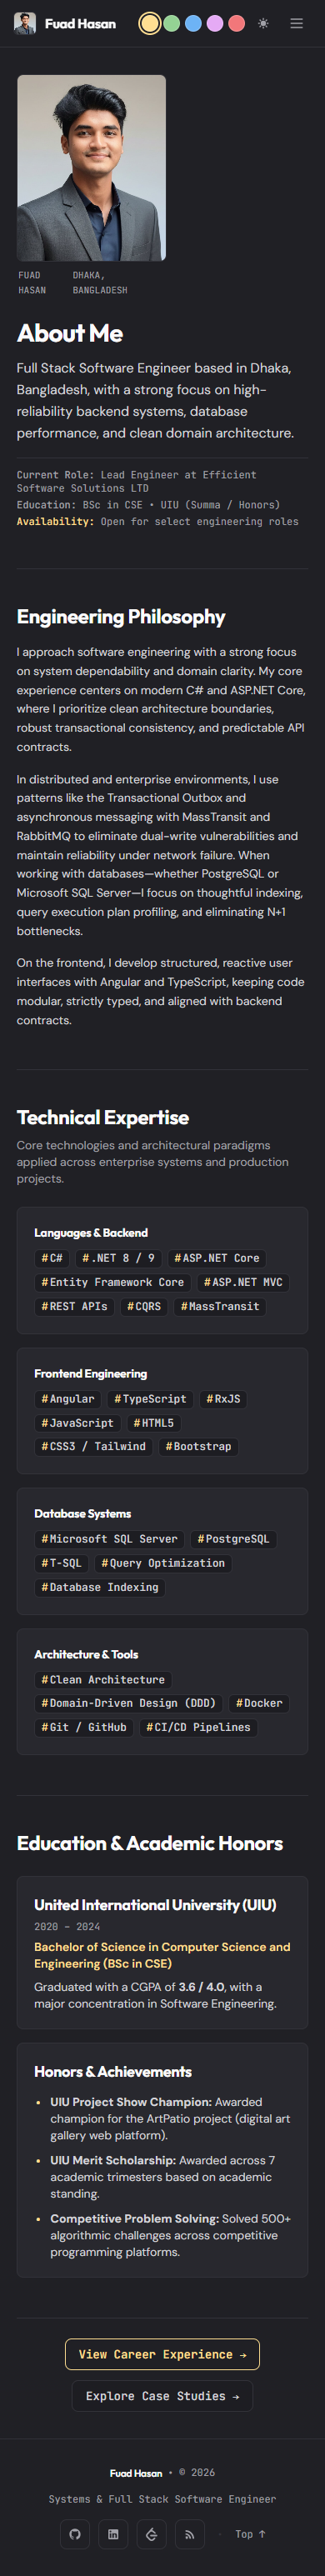 Fuad Hasan
FUAD
HASAN
DHAKA,
BANGLADESH
About Me
Full Stack Software Engineer based in Dhaka,
Bangladesh, with a strong focus on high-
reliability backend systems, database
performance, and clean domain architecture.
Current Role: Lead Engineer at Efficient
Software Solutions LTD
Education: BSc in CSE • UIU (Summa / Honors)
Availability: Open for select engineering roles
Engineering Philosophy
I approach software engineering with a strong focus
on system dependability and domain clarity. My core
experience centers on modern C# and ASP.NET Core,
where I prioritize clean architecture boundaries,
robust transactional consistency, and predictable API
contracts.
In distributed and enterprise environments, I use
patterns like the Transactional Outbox and
asynchronous messaging with MassTransit and
RabbitMQ to eliminate dual-write vulnerabilities and
maintain reliability under network failure. When
working with databases—whether PostgreSQL or
Microsoft SQL Server—I focus on thoughtful indexing,
query execution plan profiling, and eliminating N+1
bottlenecks.
On the frontend, I develop structured, reactive user
interfaces with Angular and TypeScript, keeping code
modular, strictly typed, and aligned with backend
contracts.
Technical Expertise
Core technologies and architectural paradigms
applied across enterprise systems and production
projects.
Languages & Backend
#C# #.NET 8 / 9 #ASP.NET Core
#Entity Framework Core #ASP.NET MVC
#REST APIs #CQRS #MassTransit
Frontend Engineering
#Angular #TypeScript #RxJS
#JavaScript #HTML5
#CSS3 / Tailwind #Bootstrap
Database Systems
#Microsoft SQL Server #PostgreSQL
#T-SQL #Query Optimization
#Database Indexing
Architecture & Tools
#Clean Architecture
#Domain-Driven Design (DDD) #Docker
#Git / GitHub #CI/CD Pipelines
Education & Academic Honors
United International University (UIU)
2020 – 2024
Bachelor of Science in Computer Science and
Engineering (BSc in CSE)
Graduated with a CGPA of 3.6 / 4.0, with a
major concentration in Software Engineering.
Honors & Achievements
• UIU Project Show Champion: Awarded
champion for the ArtPatio project (digital art
gallery web platform).
• UIU Merit Scholarship: Awarded across 7
academic trimesters based on academic
standing.
• Competitive Problem Solving: Solved 500+
algorithmic challenges across competitive
programming platforms.
View Career Experience →
Explore Case Studies →
Fuad Hasan • © 2026
Systems & Full Stack Software Engineer
· Top ↑